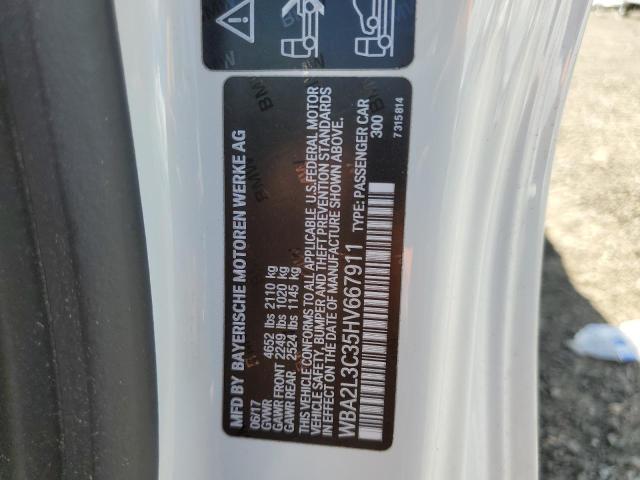 MFD BY BAYERISCHE MOTOREN WERKE AG
06/17
GVWR 4652 lbs 2110 kg
GAWR FRONT 2249 lbs 1020 kg
GAWR REAR 2524 lbs 1145 kg
THIS VEHICLE CONFORMS TO ALL APPLICABLE U.S. FEDERAL MOTOR
VEHICLE SAFETY, BUMPER AND THEFT PREVENTION STANDARDS
IN EFFECT ON THE DATE OF MANUFACTURE SHOWN ABOVE.
WBA2L3C35HV667911 TYPE: PASSENGER CAR
300
7315814